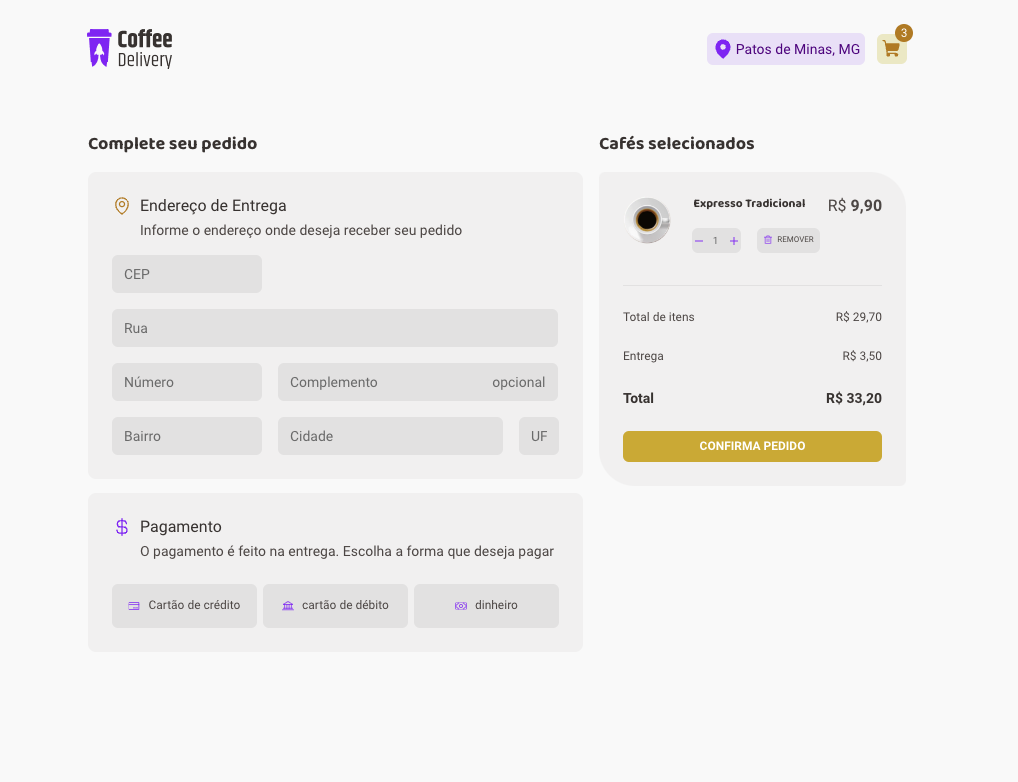 Coffee
Delivery
Patos de Minas, MG
3
Complete seu pedido
Endereço de Entrega
Informe o endereço onde deseja receber seu pedido
CEP
Rua
Número
Complemento
opcional
Bairro
Cidade
UF
Pagamento
O pagamento é feito na entrega. Escolha a forma que deseja pagar
Cartão de crédito
cartão de débito
dinheiro
Cafés selecionados
Expresso Tradicional
R$ 9,90
1
REMOVER
Total de itens
R$ 29,70
Entrega
R$ 3,50
Total
R$ 33,20
CONFIRMA PEDIDO